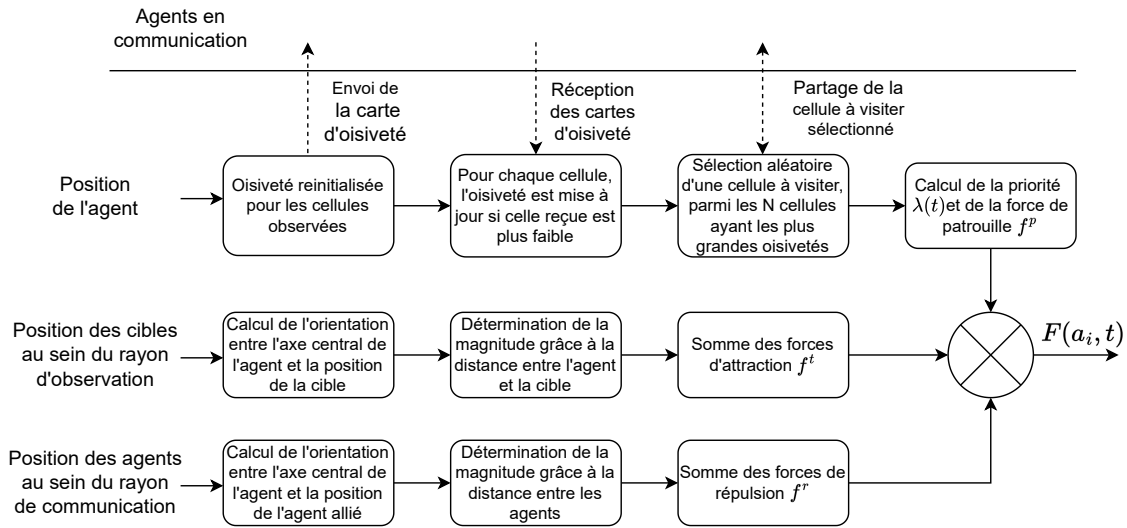 Agents en
communication
Envoi de
la carte
d'oisiveté
Réception
des cartes
d'oisiveté
Partage de la
cellule à visiter
sélectionné
Position
de l'agent
Oisiveté reinitialisée
pour les cellules
observées
Pour chaque cellule,
l'oisiveté est mise à
jour si celle reçue est
plus faible
Sélection aléatoire
d'une cellule à visiter,
parmi les N cellules
ayant les plus
grandes oisivetés
Calcul de la priorité
λ(t)et de la force de
patrouille f^p
Position des cibles
au sein du rayon
d'observation
Calcul de l'orientation
entre l'axe central de
l'agent et la position
de la cible
Détermination de la
magnitude grâce à la
distance entre l'agent
et la cible
Somme des forces
d'attraction f^t
F(a_i, t)
Position des agents
au sein du rayon
de communication
Calcul de l'orientation
entre l'axe central de
l'agent et la position
de l'agent allié
Détermination de la
magnitude grâce à la
distance entre les
agents
Somme des forces de
répulsion f^r